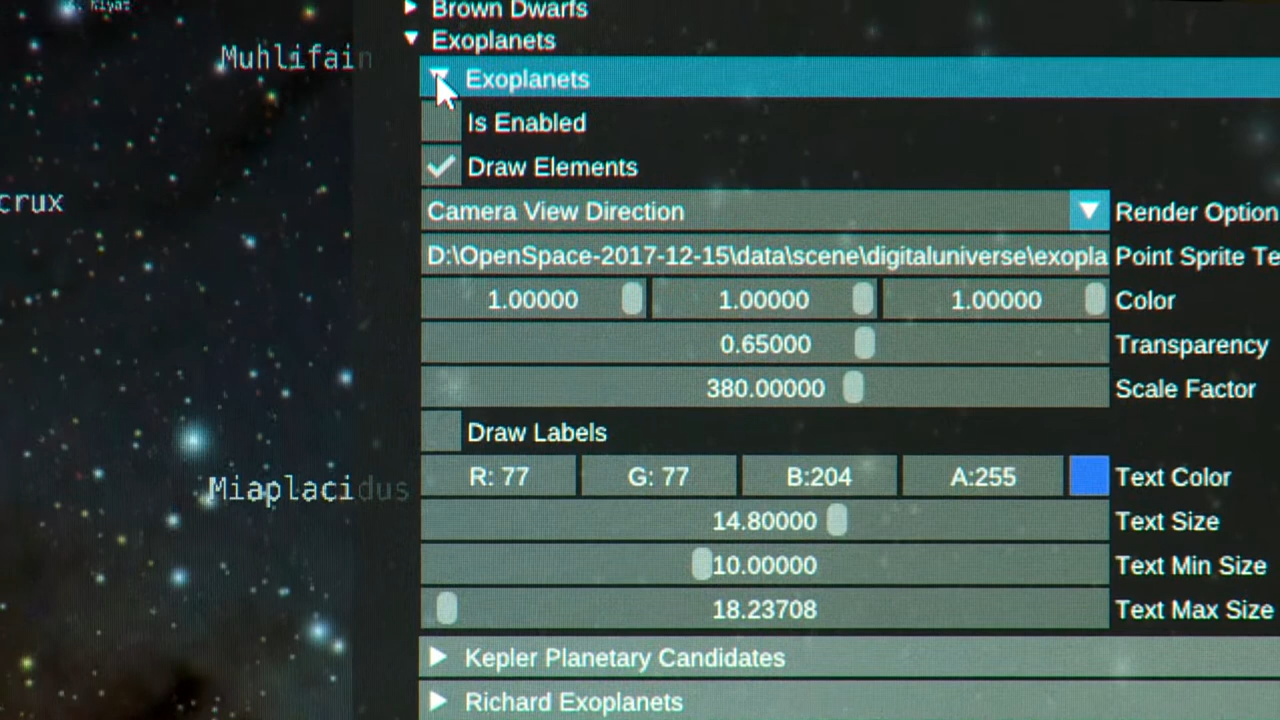 Brown Dwarfs
Muhlifain
Exoplanets
Exoplanets
Is Enabled
Draw Elements
crux
Camera View Direction Render Option
D:\OpenSpace-2017-12-15\data\scene\digitaluniverse\exopla Point Sprite Te
1.00000 1.00000 1.00000 Color
0.65000 Transparency
380.00000 Scale Factor
Draw Labels
R: 77 G: 77 B:204 A:255 Text Color
Miaplacidus
14.80000 Text Size
10.00000 Text Min Size
18.23708 Text Max Size
Kepler Planetary Candidates
Richard Exoplanets